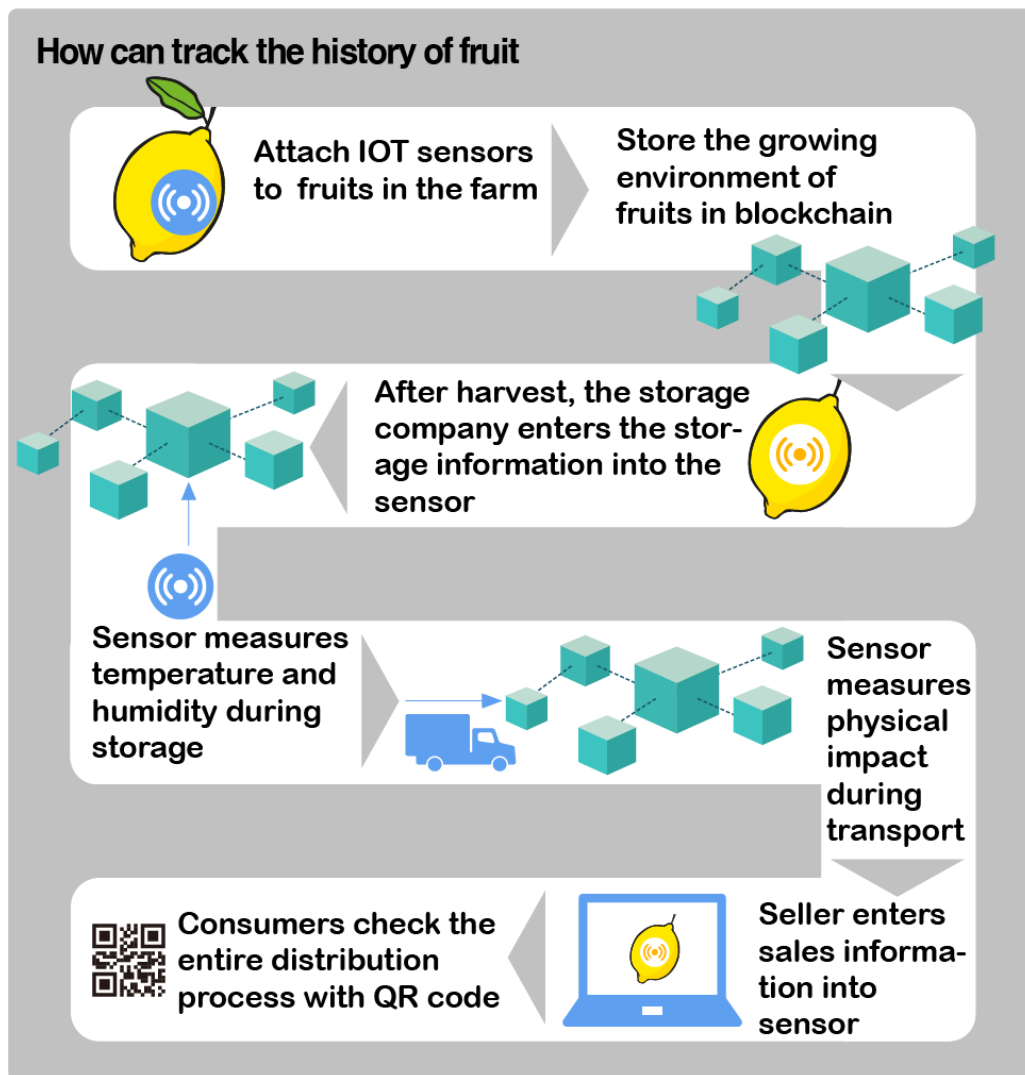 How can track the history of fruit
Attach IOT sensors
to fruits in the farm
Store the growing
environment of
fruits in blockchain
After harvest, the storage
company enters the stor-
age information into the
sensor
Sensor measures
temperature and
humidity during
storage
Sensor
measures
physical
impact
during
transport
Seller enters
sales informa-
tion into
sensor
Consumers check the
entire distribution
process with QR code